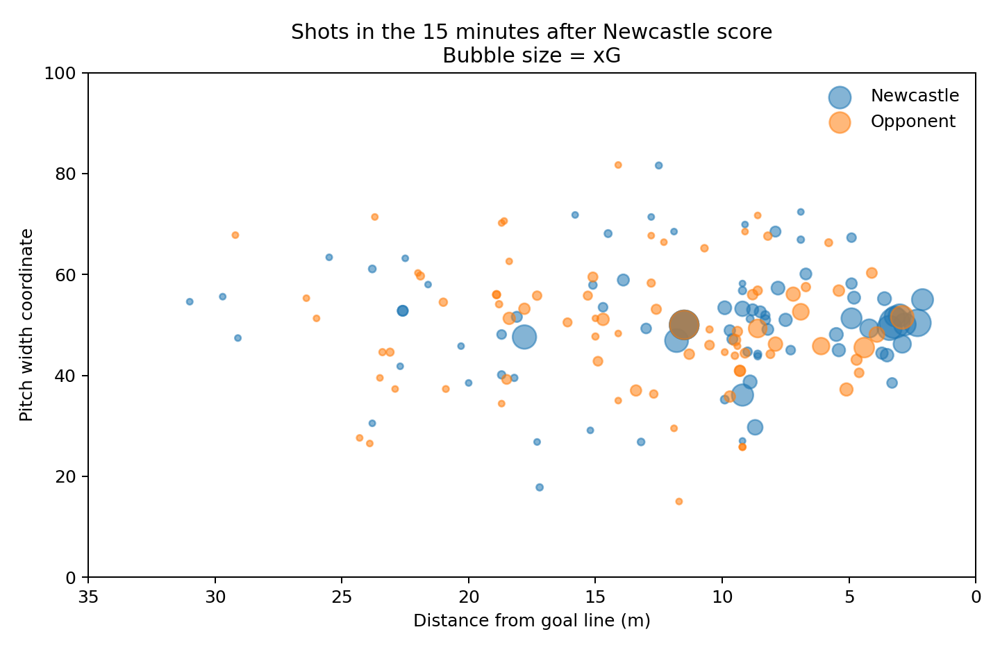 Shots in the 15 minutes after Newcastle score
Bubble size = xG
Newcastle
Opponent
100
80
60
40
20
0
Pitch width coordinate
35 30 25 20 15 10 5 0
Distance from goal line (m)